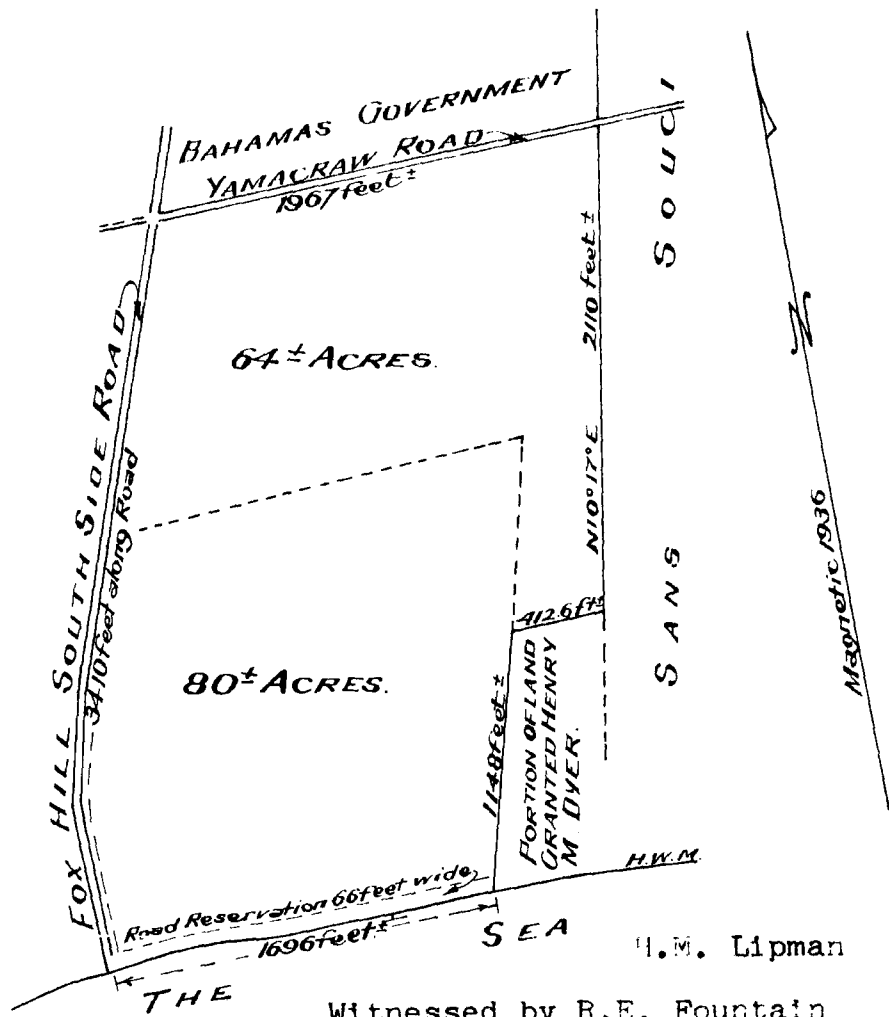 BAHAMAS GOVERNMENT
YAMACRAW ROAD
1967 feet ±
SOUCI
2110 feet ±
64 ± ACRES.
FOX HILL SOUTH SIDE ROAD
3410 feet along Road
N10°17°E
N
Magnetic 1936
SANS
412.6 ft ±
80 ± ACRES.
1148 feet ±
PORTION OF LAND
GRANTED HENRY
M. DYER.
H.W.M.
Road Reservation 66 feet wide
1696 feet ±
THE SEA
H.M. Lipman
Witnessed by R.E. Fountain